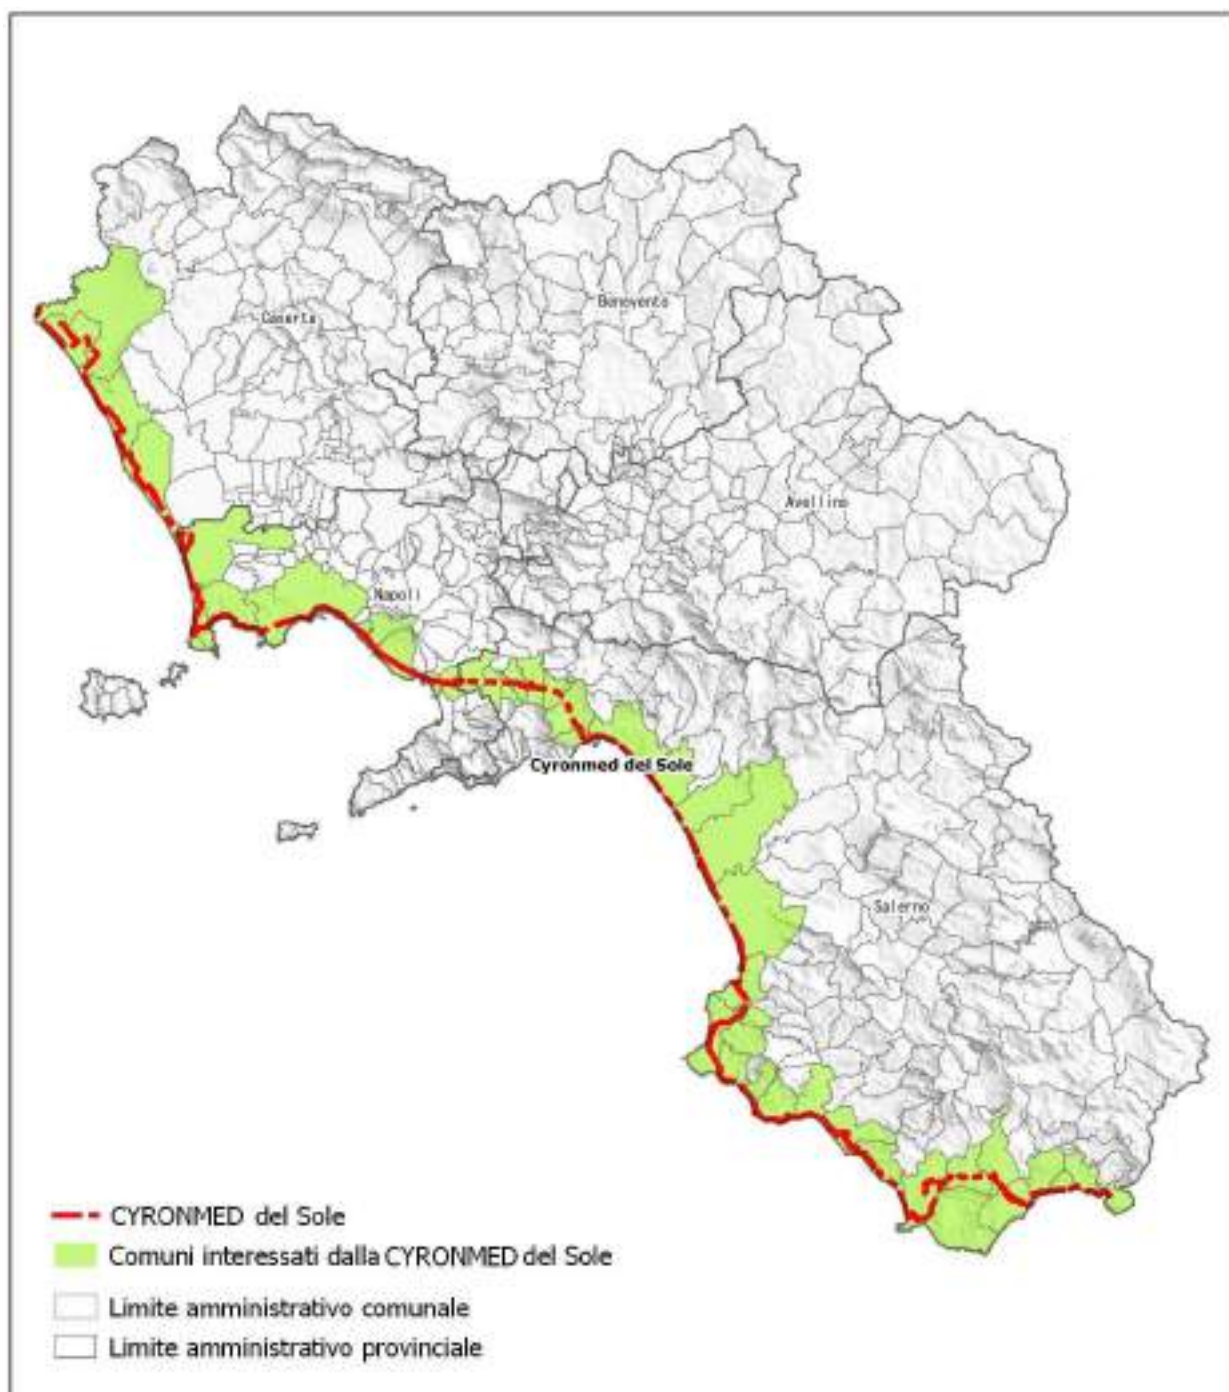 Benevento
Caserta
Avellino
Napoli
Cyronmed del Sole
Salerno
CYRONMED del Sole
Comuni interessati dalla CYRONMED del Sole
Limite amministrativo comunale
Limite amministrativo provinciale